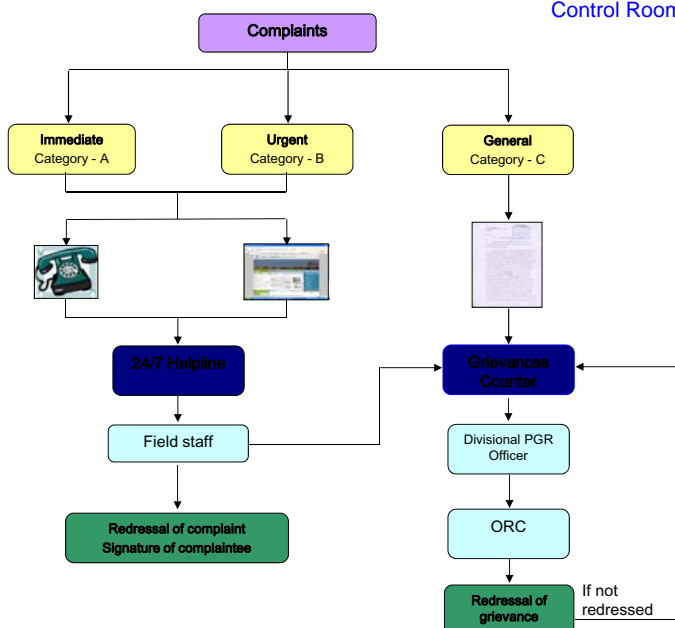 Control Room
Complaints
Immediate
Category - A
Urgent
Category - B
General
Category - C
24/7 Helpline
Grievances
Counter
Field staff
Divisional PGR
Officer
Redressal of complaint
Signature of complaintee
ORC
Redressal of
grievance
If not
redressed